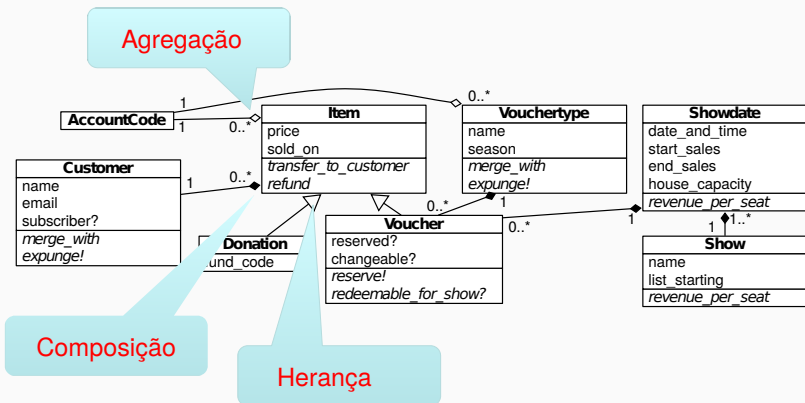 Agregação
1
0..*
AccountCode
1
0..*
Item
price
sold_on
transfer_to_customer
refund
Vouchertype
name
season
merge_with
expunge!
Showdate
date_and_time
start_sales
end_sales
house_capacity
revenue_per_seat
Customer
name
email
subscriber?
merge_with
expunge!
1
0..*
0..*
1
0..*
1
1
1..*
Donation
und_code
Voucher
reserved?
changeable?
reserve!
redeemable_for_show?
Show
name
list_starting
revenue_per_seat
Composição
Herança